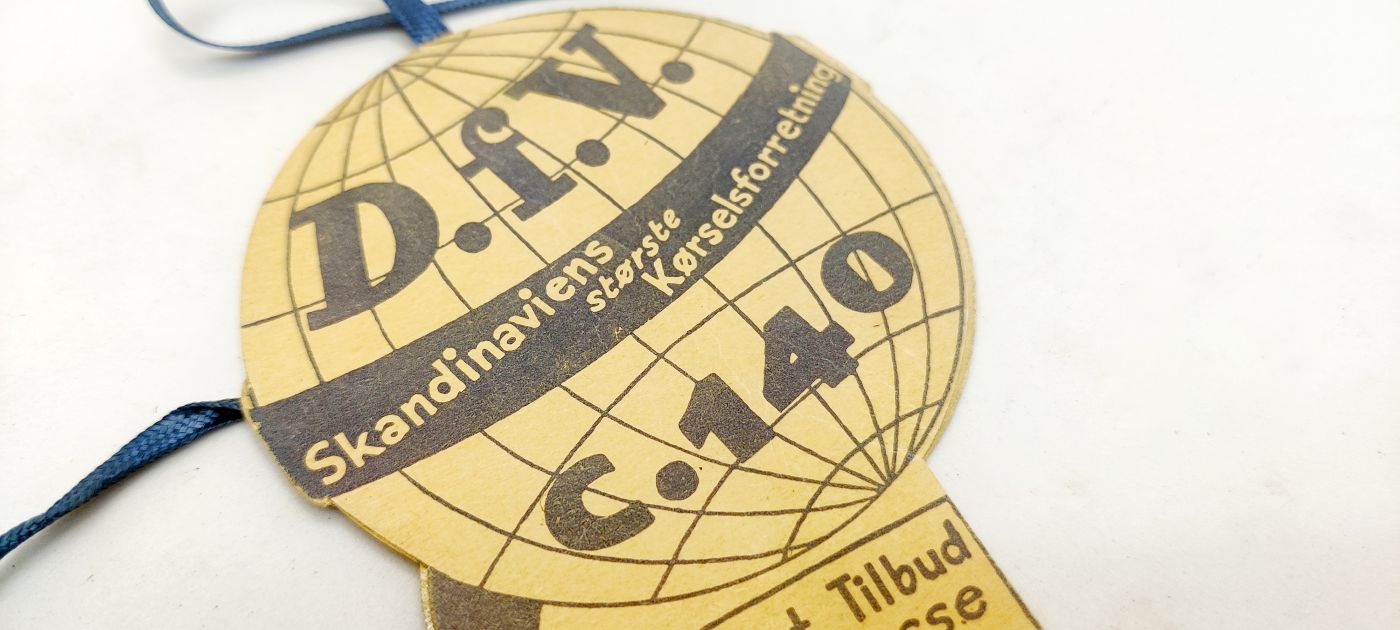 D.f.V.
Skandinaviens
største
Kørselsforretning
C.140
Tilbud